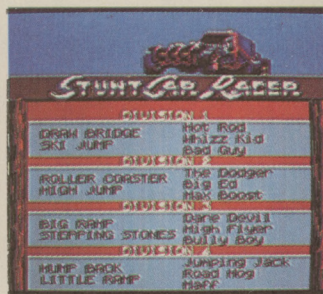 STUNT CAR RACER
DIVISION 1
DRAW BRIDGE Hot Rod
SKI JUMP Whizz Kid
Bad Guy
DIVISION 2
ROLLER COASTER The Dodger
HIGH JUMP Big Ed
Max Boost
DIVISION 3
BIG RAMP Dare Devil
STEPPING STONES High Flyer
Bully Boy
DIVISION 4
HUMP BACK Jumping Jack
LITTLE RAMP Road Hog